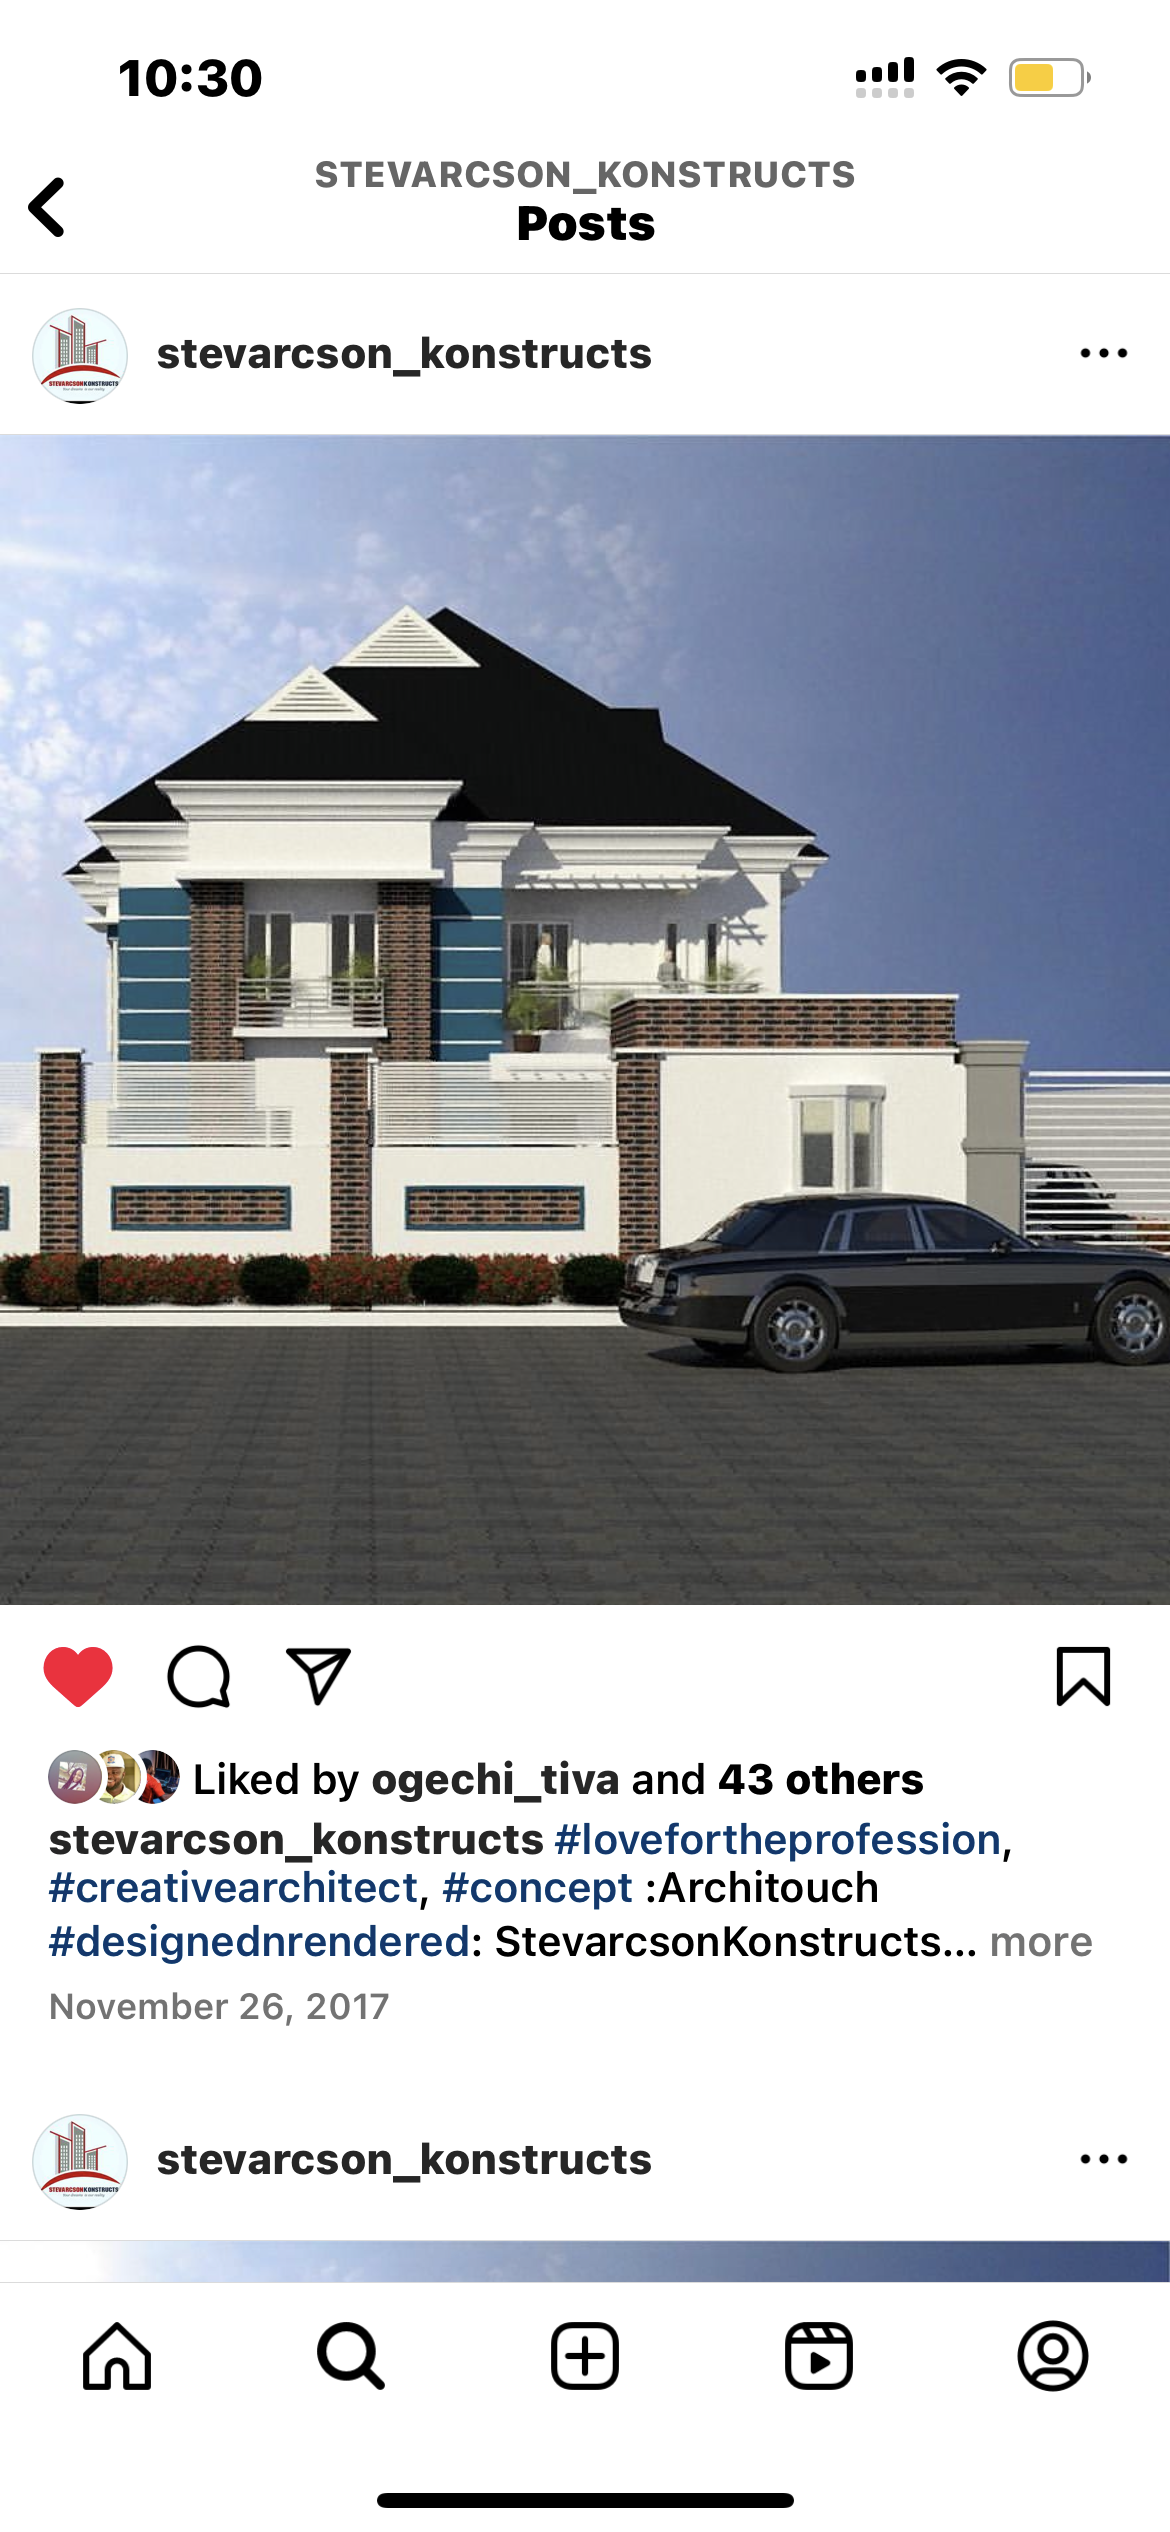 10:30
STEVARCSON_KONSTRUCTS
Posts
stevarcson_konstructs
STEVARCSONKONSTRUCTS
Liked by ogechi_tiva and 43 others
stevarcson_konstructs #lovefortheprofession,
#creativearchitect, #concept :Architouch
#designednrendered: StevarcsonKonstructs... more
November 26, 2017
stevarcson_konstructs
STEVARCSONKONSTRUCTS